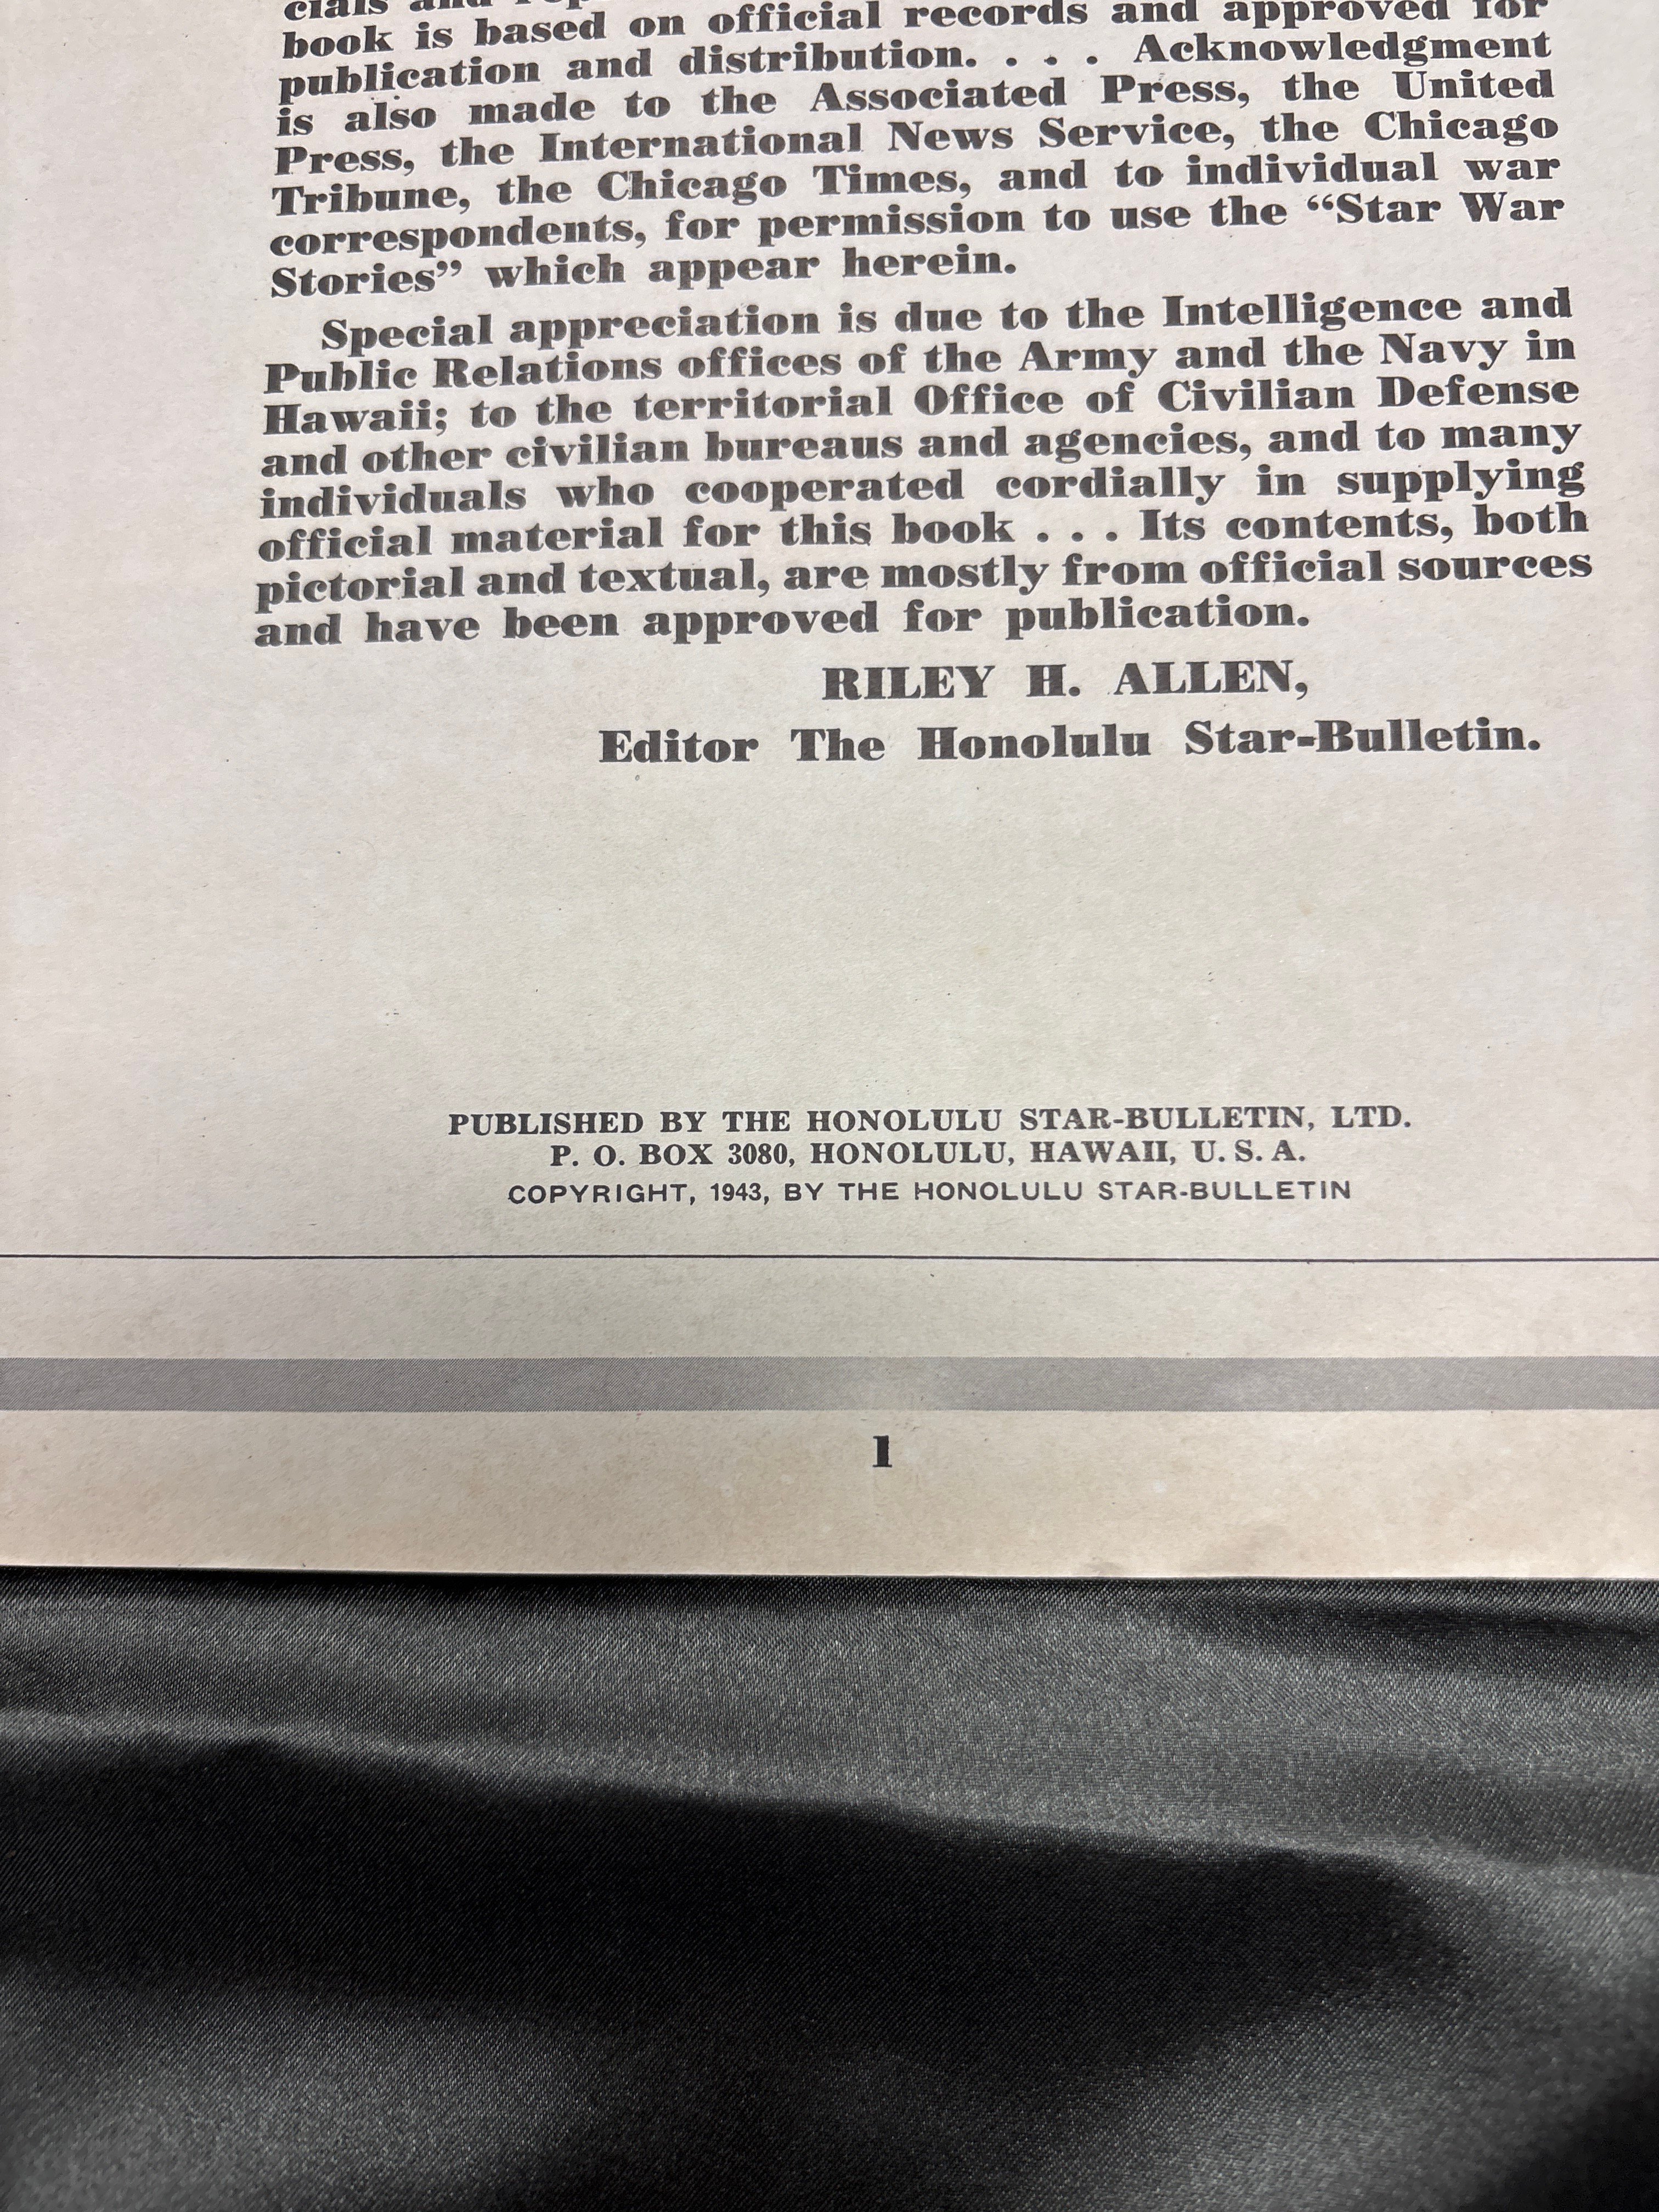 cials and
book is based on official records and approved for
publication and distribution. . . . Acknowledgment
is also made to the Associated Press, the United
Press, the International News Service, the Chicago
Tribune, the Chicago Times, and to individual war
correspondents, for permission to use the “Star War
Stories” which appear herein.
Special appreciation is due to the Intelligence and
Public Relations offices of the Army and the Navy in
Hawaii; to the territorial Office of Civilian Defense
and other civilian bureaus and agencies, and to many
individuals who cooperated cordially in supplying
official material for this book . . . Its contents, both
pictorial and textual, are mostly from official sources
and have been approved for publication.
RILEY H. ALLEN,
Editor The Honolulu Star-Bulletin.
PUBLISHED BY THE HONOLULU STAR-BULLETIN, LTD.
P. O. BOX 3080, HONOLULU, HAWAII, U. S. A.
COPYRIGHT, 1943, BY THE HONOLULU STAR-BULLETIN
1